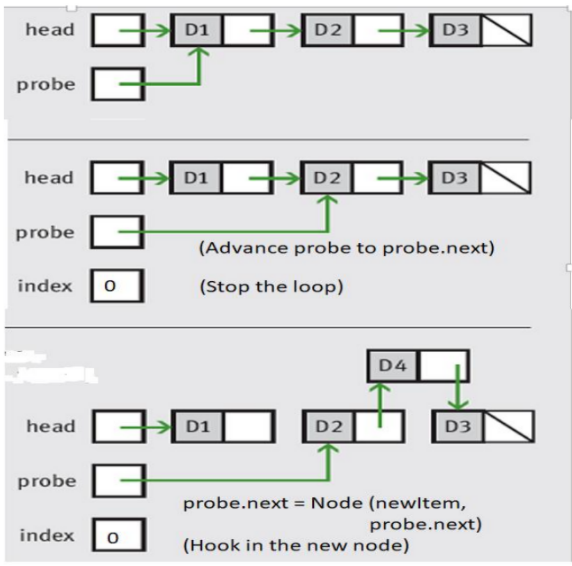 head D1 D2 D3
probe
head D1 D2 D3
probe
(Advance probe to probe.next)
index 0 (Stop the loop)
D4
head D1 D2 D3
probe
probe.next = Node (newItem,
probe.next)
index 0
(Hook in the new node)